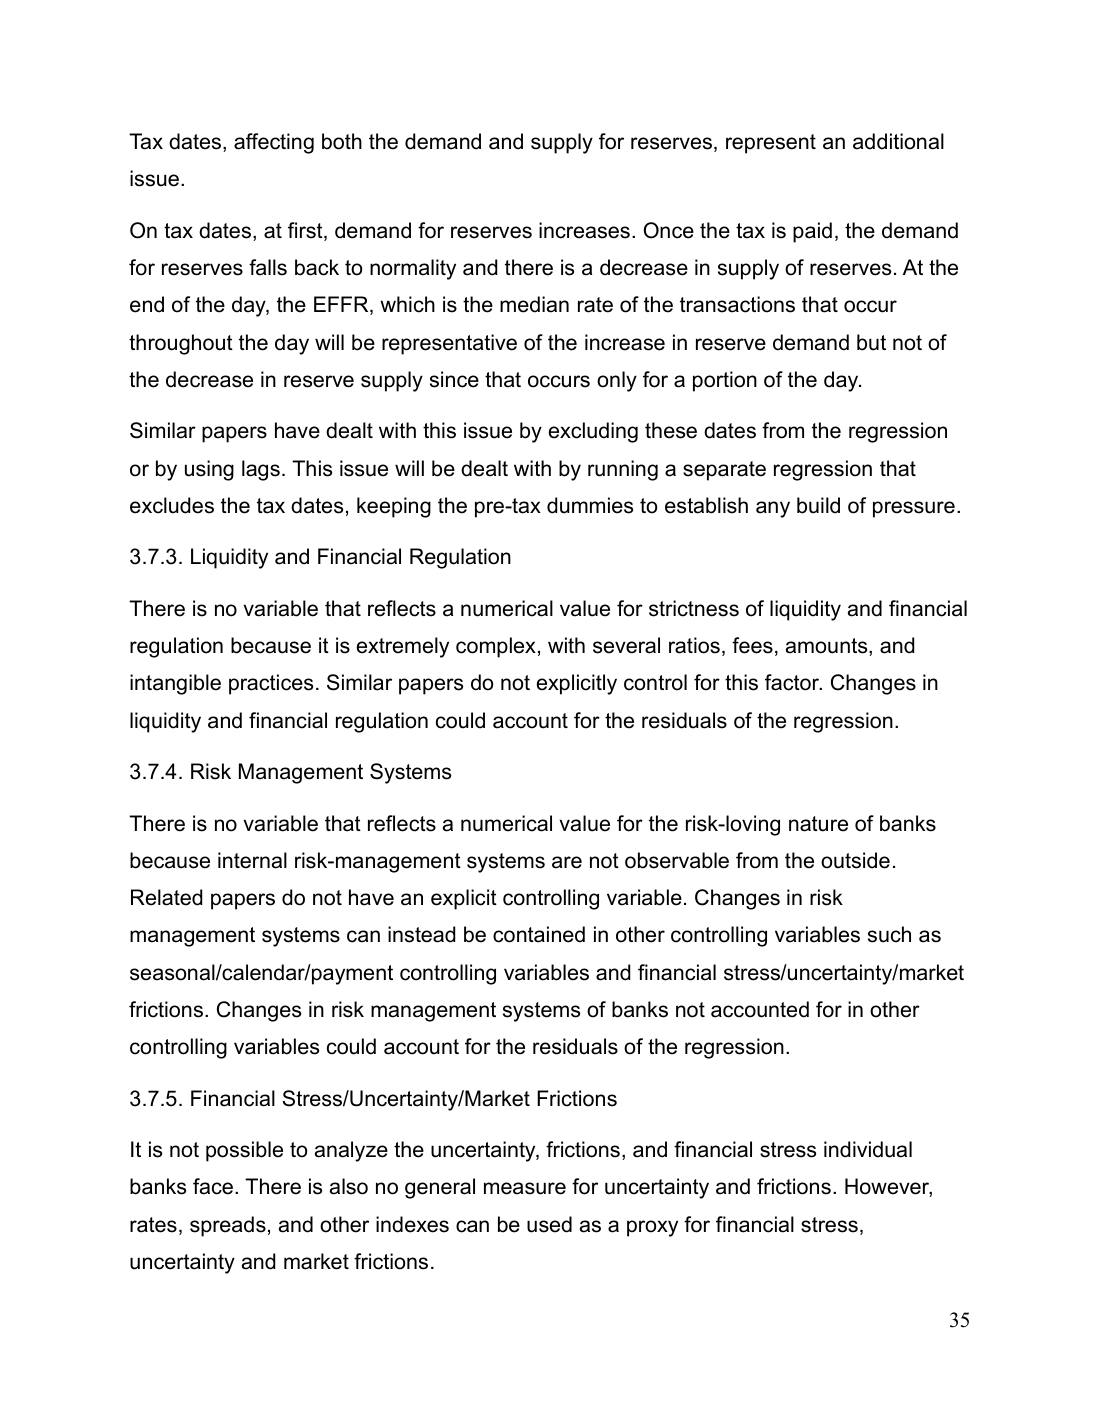 Tax dates, affecting both the demand and supply for reserves, represent an additional
issue.
On tax dates, at first, demand for reserves increases. Once the tax is paid, the demand
for reserves falls back to normality and there is a decrease in supply of reserves. At the
end of the day, the EFFR, which is the median rate of the transactions that occur
throughout the day will be representative of the increase in reserve demand but not of
the decrease in reserve supply since that occurs only for a portion of the day.
Similar papers have dealt with this issue by excluding these dates from the regression
or by using lags. This issue will be dealt with by running a separate regression that
excludes the tax dates, keeping the pre-tax dummies to establish any build of pressure.
3.7.3. Liquidity and Financial Regulation
There is no variable that reflects a numerical value for strictness of liquidity and financial
regulation because it is extremely complex, with several ratios, fees, amounts, and
intangible practices. Similar papers do not explicitly control for this factor. Changes in
liquidity and financial regulation could account for the residuals of the regression.
3.7.4. Risk Management Systems
There is no variable that reflects a numerical value for the risk-loving nature of banks
because internal risk-management systems are not observable from the outside.
Related papers do not have an explicit controlling variable. Changes in risk
management systems can instead be contained in other controlling variables such as
seasonal/calendar/payment controlling variables and financial stress/uncertainty/market
frictions. Changes in risk management systems of banks not accounted for in other
controlling variables could account for the residuals of the regression.
3.7.5. Financial Stress/Uncertainty/Market Frictions
It is not possible to analyze the uncertainty, frictions, and financial stress individual
banks face. There is also no general measure for uncertainty and frictions. However,
rates, spreads, and other indexes can be used as a proxy for financial stress,
uncertainty and market frictions.
35